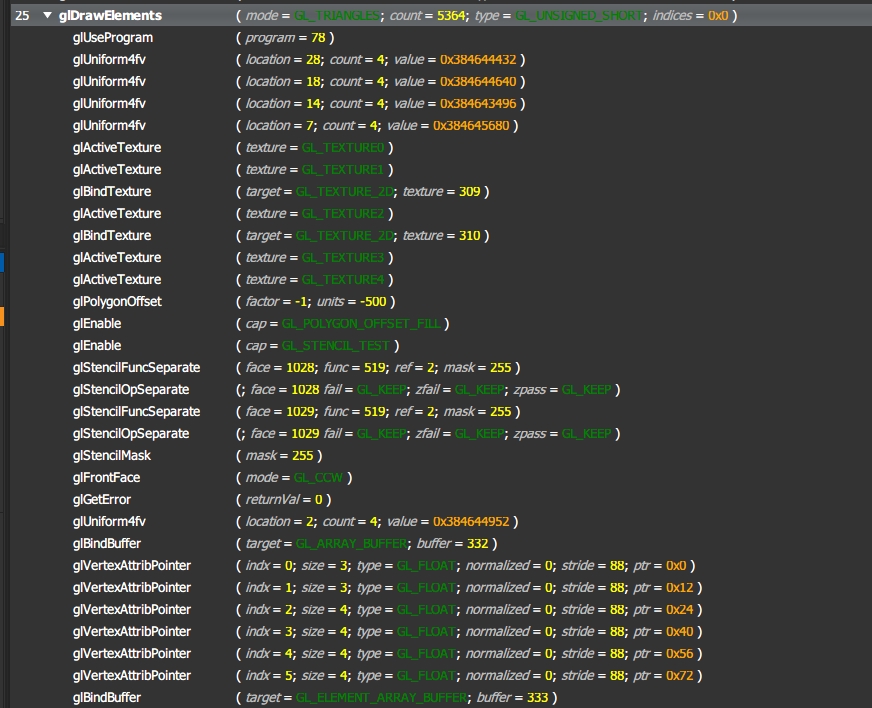 25 ▼ glDrawElements ( mode = GL_TRIANGLES; count = 5364; type = GL_UNSIGNED_SHORT; indices = 0x0 )
glUseProgram ( program = 78 )
glUniform4fv ( location = 28; count = 4; value = 0x384644432 )
glUniform4fv ( location = 18; count = 4; value = 0x384644640 )
glUniform4fv ( location = 14; count = 4; value = 0x384643496 )
glUniform4fv ( location = 7; count = 4; value = 0x384645680 )
glActiveTexture ( texture = GL_TEXTURE0 )
glActiveTexture ( texture = GL_TEXTURE1 )
glBindTexture ( target = GL_TEXTURE_2D; texture = 309 )
glActiveTexture ( texture = GL_TEXTURE2 )
glBindTexture ( target = GL_TEXTURE_2D; texture = 310 )
glActiveTexture ( texture = GL_TEXTURE3 )
glActiveTexture ( texture = GL_TEXTURE4 )
glPolygonOffset ( factor = -1; units = -500 )
glEnable ( cap = GL_POLYGON_OFFSET_FILL )
glEnable ( cap = GL_STENCIL_TEST )
glStencilFuncSeparate ( face = 1028; func = 519; ref = 2; mask = 255 )
glStencilOpSeparate (; face = 1028 fail = GL_KEEP; zfail = GL_KEEP; zpass = GL_KEEP )
glStencilFuncSeparate ( face = 1029; func = 519; ref = 2; mask = 255 )
glStencilOpSeparate (; face = 1029 fail = GL_KEEP; zfail = GL_KEEP; zpass = GL_KEEP )
glStencilMask ( mask = 255 )
glFrontFace ( mode = GL_CCW )
glGetError ( returnVal = 0 )
glUniform4fv ( location = 2; count = 4; value = 0x384644952 )
glBindBuffer ( target = GL_ARRAY_BUFFER; buffer = 332 )
glVertexAttribPointer ( indx = 0; size = 3; type = GL_FLOAT; normalized = 0; stride = 88; ptr = 0x0 )
glVertexAttribPointer ( indx = 1; size = 3; type = GL_FLOAT; normalized = 0; stride = 88; ptr = 0x12 )
glVertexAttribPointer ( indx = 2; size = 4; type = GL_FLOAT; normalized = 0; stride = 88; ptr = 0x24 )
glVertexAttribPointer ( indx = 3; size = 4; type = GL_FLOAT; normalized = 0; stride = 88; ptr = 0x40 )
glVertexAttribPointer ( indx = 4; size = 4; type = GL_FLOAT; normalized = 0; stride = 88; ptr = 0x56 )
glVertexAttribPointer ( indx = 5; size = 4; type = GL_FLOAT; normalized = 0; stride = 88; ptr = 0x72 )
glBindBuffer ( target = GL_ELEMENT_ARRAY_BUFFER; buffer = 333 )